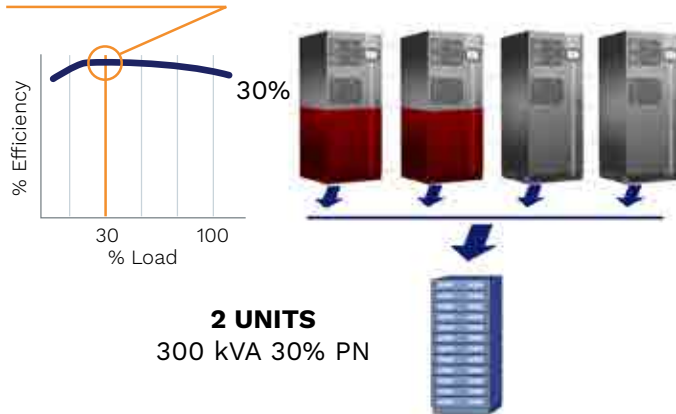 % Efficiency
30%
30
100
% Load
2 UNITS
300 kVA 30% PN